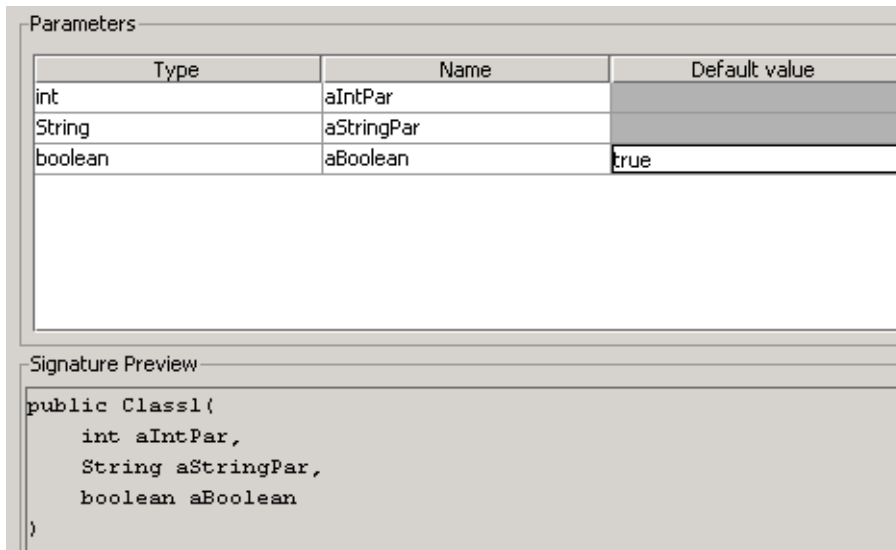 Parameters
Type Name Default value
int aIntPar
String aStringPar
boolean aBoolean true
Signature Preview
public Class1(
int aIntPar,
String aStringPar,
boolean aBoolean
)